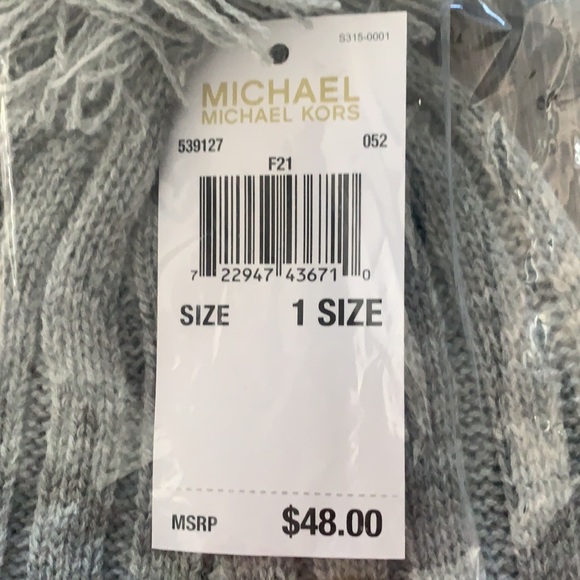 S315-0001
MICHAEL
MICHAEL KORS
539127 052
F21
7 22947 43671 0
SIZE 1 SIZE
MSRP $48.00